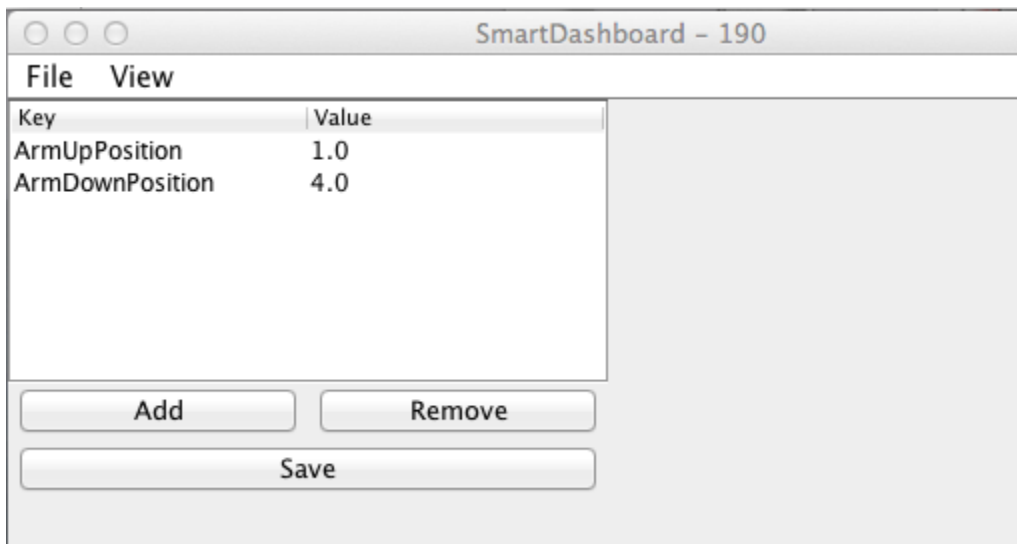 SmartDashboard – 190
File View
Key Value
ArmUpPosition 1.0
ArmDownPosition 4.0
Add Remove
Save